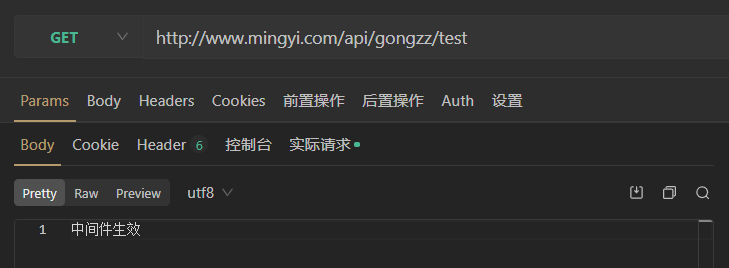 GET http://www.mingyi.com/api/gongzz/test
Params Body Headers Cookies 前置操作 后置操作 Auth 设置
Body Cookie Header 6 控制台 实际请求
Pretty Raw Preview utf8
1 中间件生效